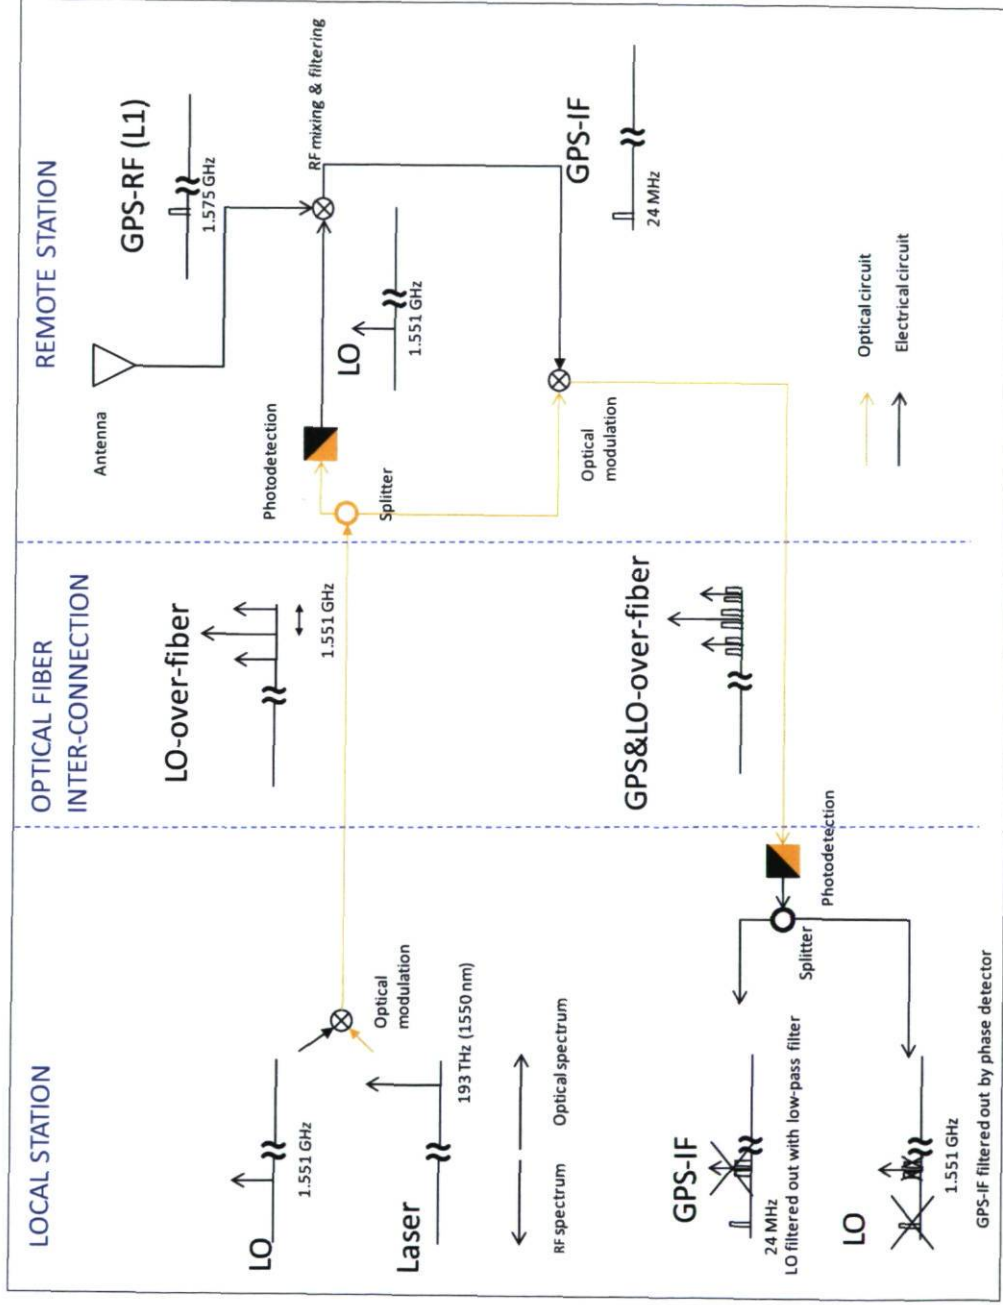 LOCAL STATION
LO
1.551 GHz
Laser
193 THz (1550 nm)
Optical
modulation
RF spectrum
Optical spectrum
GPS-IF
24 MHz
LO filtered out with low-pass filter
LO
1.551 GHz
GPS-IF filtered out by phase detector
Splitter
Photodetection
OPTICAL FIBER
INTER-CONNECTION
LO-over-fiber
1.551 GHz
GPS&LO-over-fiber
REMOTE STATION
Antenna
GPS-RF (L1)
1.575 GHz
Photodetection
Splitter
RF mixing & filtering
LO
1.551 GHz
Optical
modulation
GPS-IF
24 MHz
Optical circuit
Electrical circuit